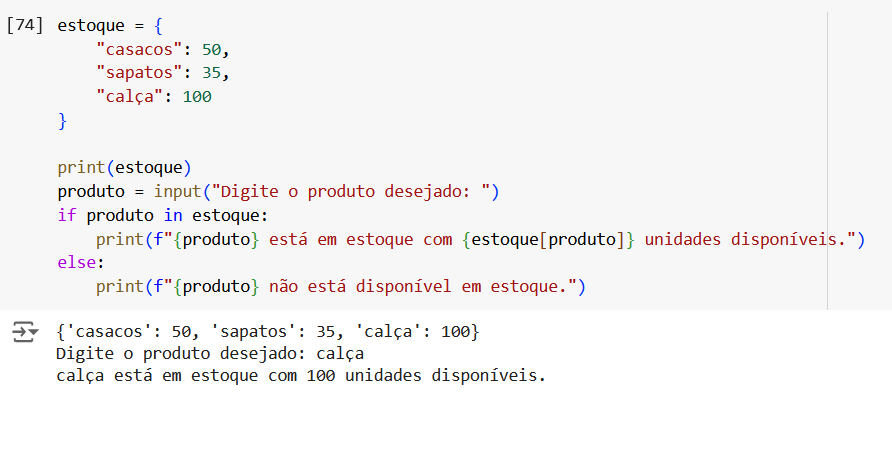 [74] estoque = {
    "casacos": 50,
    "sapatos": 35,
    "calça": 100
}
print(estoque)
produto = input("Digite o produto desejado: ")
if produto in estoque:
    print(f"{produto} está em estoque com {estoque[produto]} unidades disponíveis.")
else:
    print(f"{produto} não está disponível em estoque.")
{'casacos': 50, 'sapatos': 35, 'calça': 100}
Digite o produto desejado: calça
calça está em estoque com 100 unidades disponíveis.